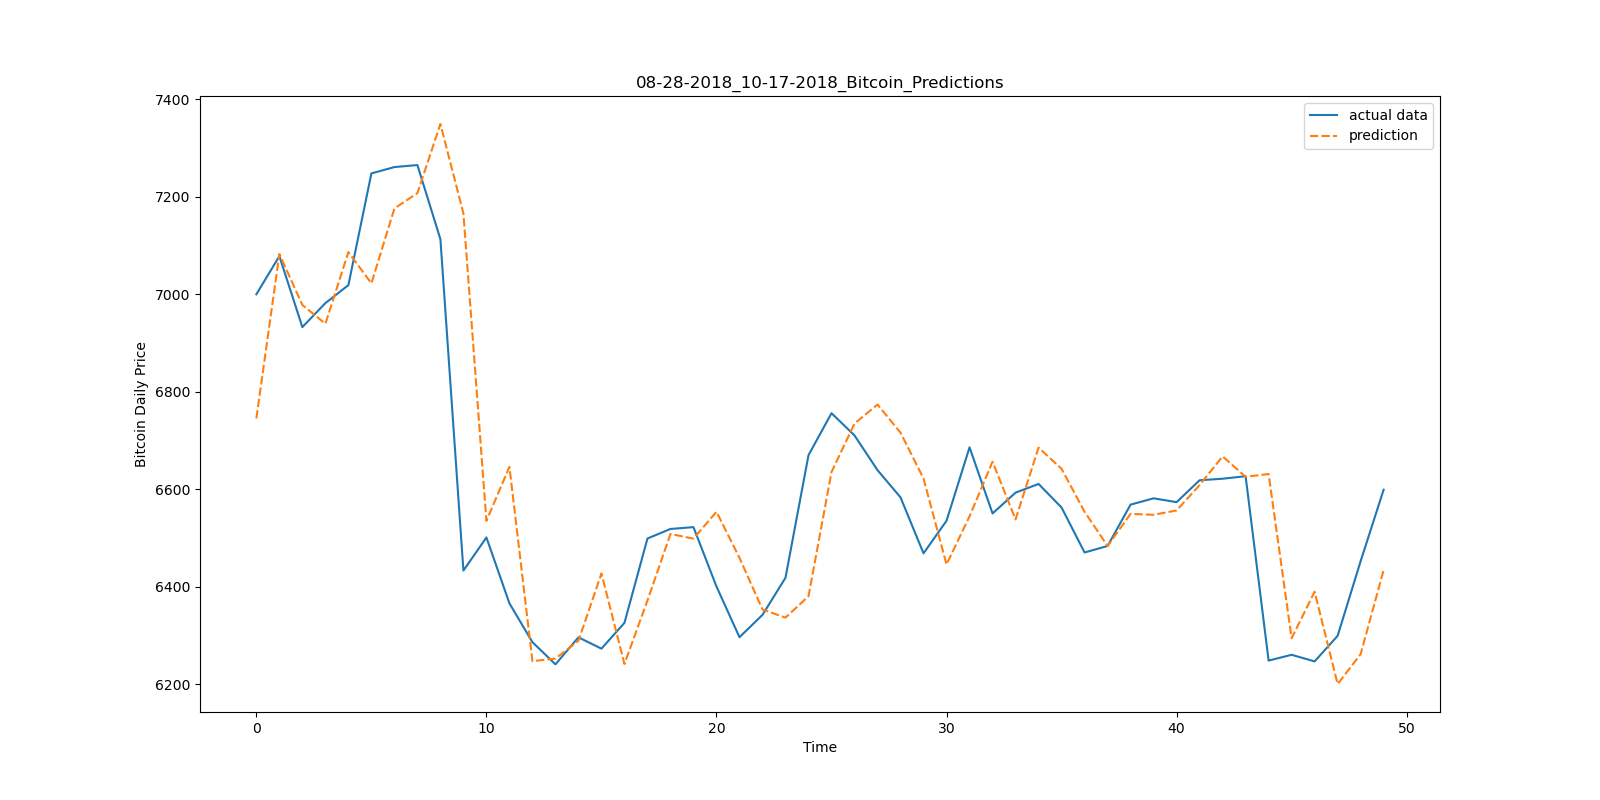 08-28-2018_10-17-2018_Bitcoin_Predictions
7400
7200
7000
6800
6600
6400
6200
Bitcoin Daily Price
actual data
prediction
0
10
20
30
40
50
Time